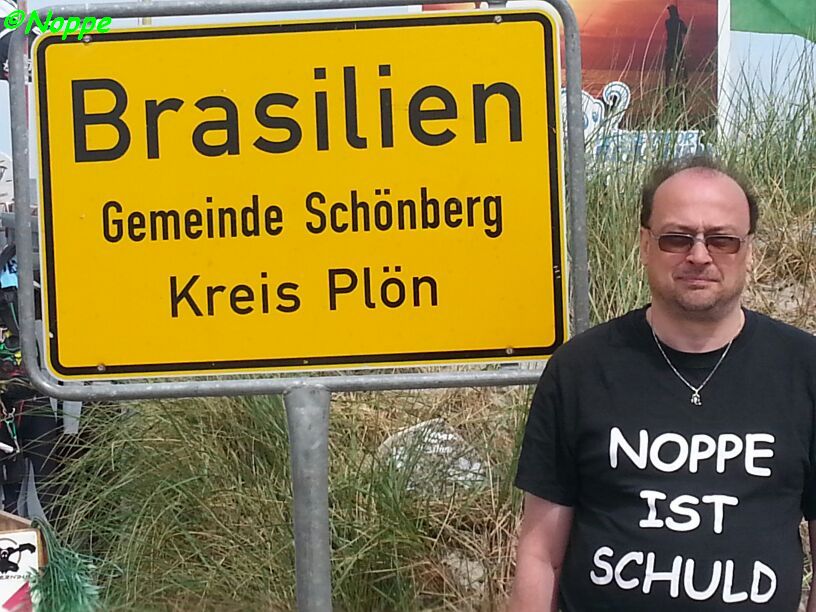 ©Noppe
Brasilien
Gemeinde Schönberg
Kreis Plön
NOPPE
IST
SCHULD